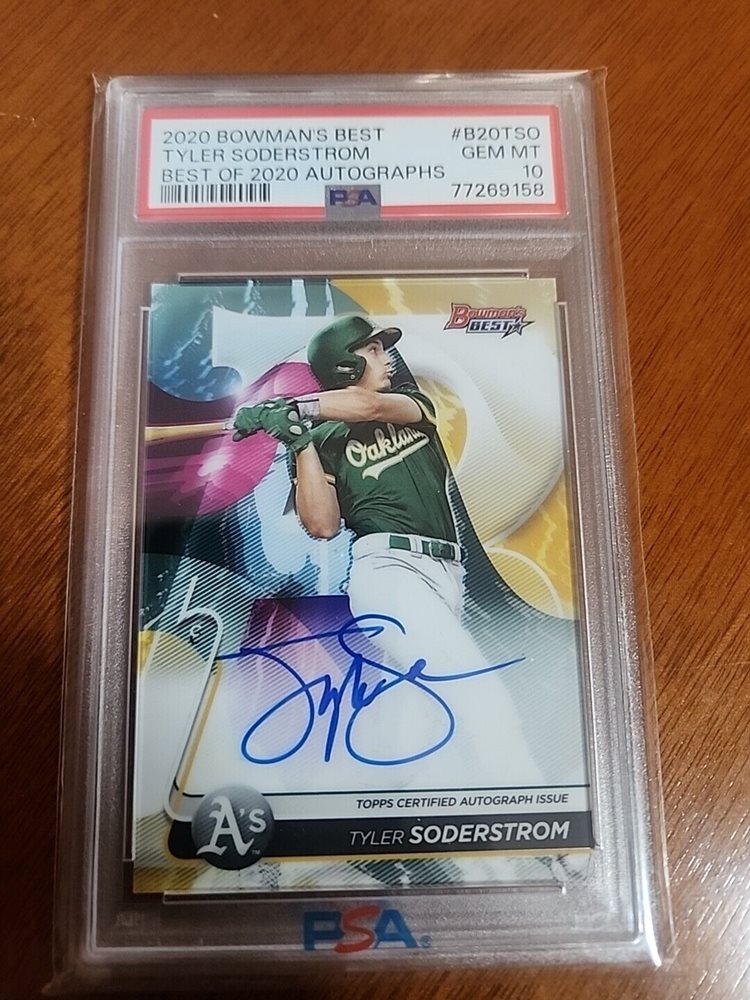 2020 BOWMAN'S BEST #B20TSO
TYLER SODERSTROM GEM MT
BEST OF 2020 AUTOGRAPHS 10
PSA 77269158
Bowman's
BEST
Oakland
TOPPS CERTIFIED AUTOGRAPH ISSUE
A's TYLER SODERSTROM
PSA